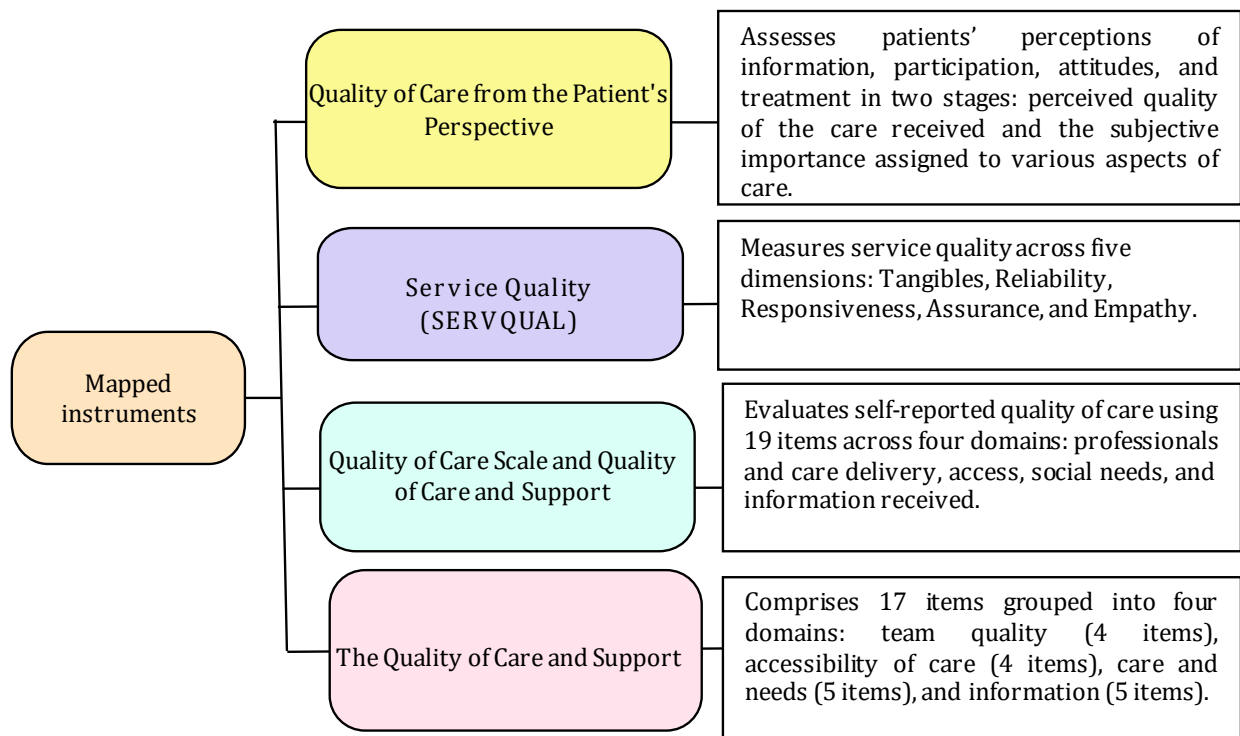 Mapped
instruments
Quality of Care from the Patient's
Perspective
Assesses patients’ perceptions of
information, participation, attitudes, and
treatment in two stages: perceived quality
of the care received and the subjective
importance assigned to various aspects of
care.
Service Quality
(SERVQUAL)
Measures service quality across five
dimensions: Tangibles, Reliability,
Responsiveness, Assurance, and Empathy.
Quality of Care Scale and Quality
of Care and Support
Evaluates self-reported quality of care using
19 items across four domains: professionals
and care delivery, access, social needs, and
information received.
The Quality of Care and Support
Comprises 17 items grouped into four
domains: team quality (4 items),
accessibility of care (4 items), care and
needs (5 items), and information (5 items).